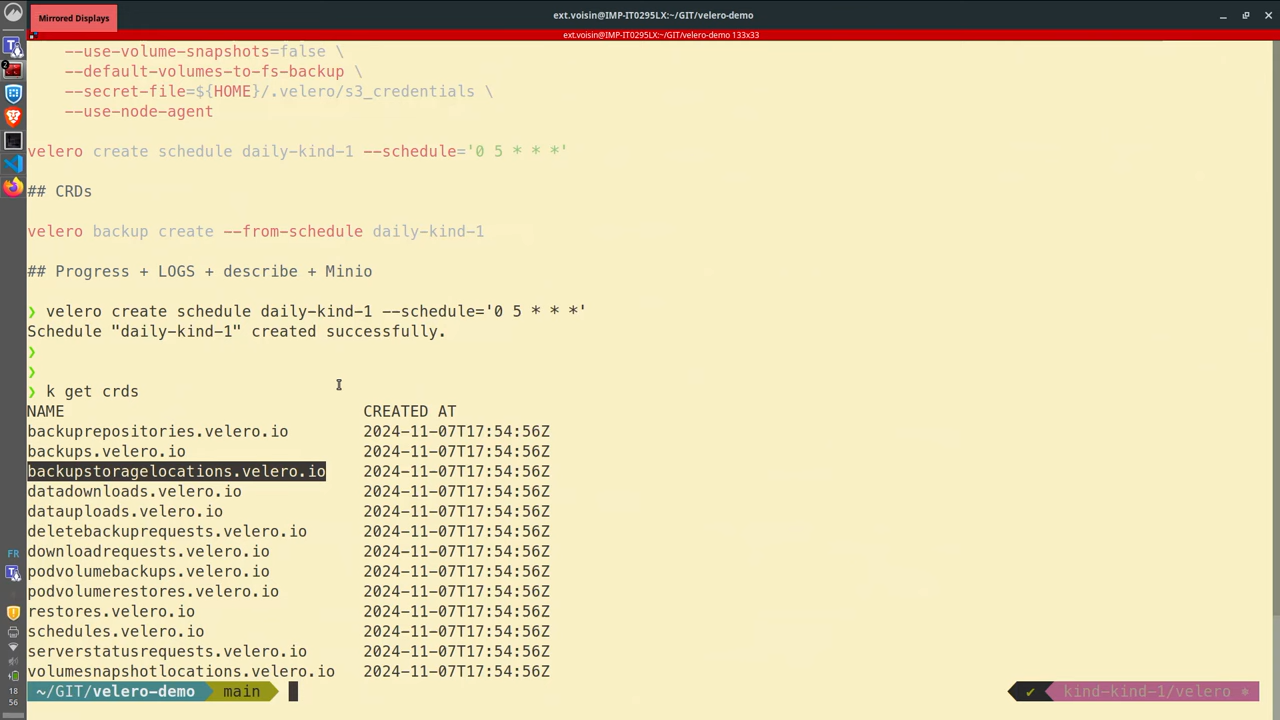 Mirrored Displays
ext.voisin@IMP-IT0295LX:~/GIT/velero-demo
ext.voisin@IMP-IT0295LX:~/GIT/velero-demo 133x33
--use-volume-snapshots=false \
--default-volumes-to-fs-backup \
--secret-file=${HOME}/.velero/s3_credentials \
--use-node-agent
velero create schedule daily-kind-1 --schedule='0 5 * * *'
## CRDs
velero backup create --from-schedule daily-kind-1
## Progress + LOGS + describe + Minio
❯ velero create schedule daily-kind-1 --schedule='0 5 * * *'
Schedule "daily-kind-1" created successfully.
❯
❯
❯ k get crds
NAME CREATED AT
backuprepositories.velero.io 2024-11-07T17:54:56Z
backups.velero.io 2024-11-07T17:54:56Z
backupstoragelocations.velero.io 2024-11-07T17:54:56Z
datadownloads.velero.io 2024-11-07T17:54:56Z
datauploads.velero.io 2024-11-07T17:54:56Z
deletebackuprequests.velero.io 2024-11-07T17:54:56Z
downloadrequests.velero.io 2024-11-07T17:54:56Z
podvolumebackups.velero.io 2024-11-07T17:54:56Z
podvolumerestores.velero.io 2024-11-07T17:54:56Z
restores.velero.io 2024-11-07T17:54:56Z
schedules.velero.io 2024-11-07T17:54:56Z
serverstatusrequests.velero.io 2024-11-07T17:54:56Z
volumesnapshotlocations.velero.io 2024-11-07T17:54:56Z
~/GIT/velero-demo main ✔ kind-kind-1/velero
2
FR
18
56